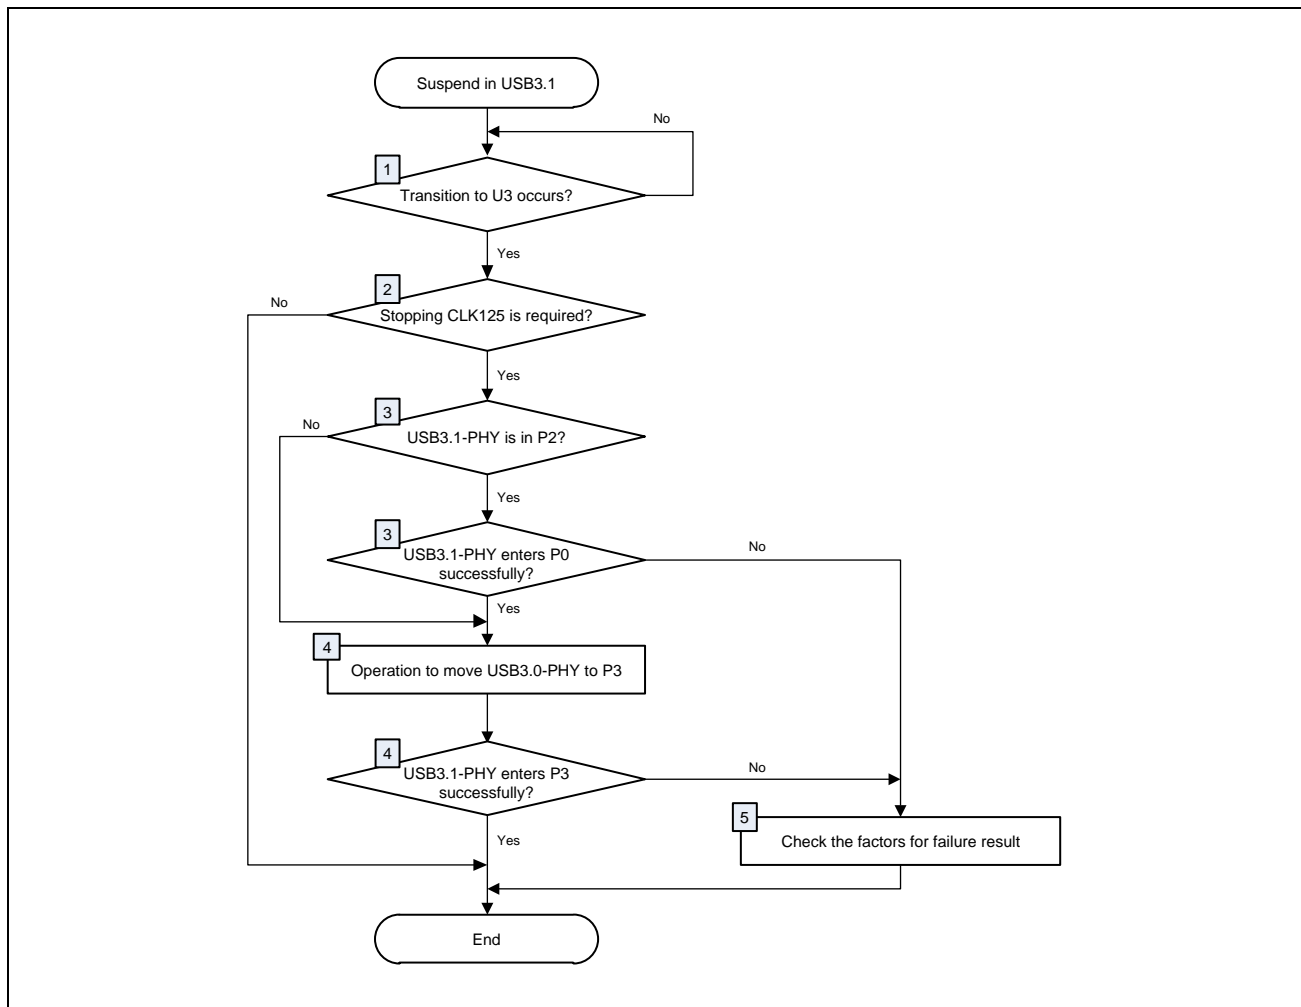 Suspend in USB3.1
No
1
Transition to U3 occurs?
Yes
2
No
Stopping CLK125 is required?
Yes
3
No
USB3.1-PHY is in P2?
Yes
3
USB3.1-PHY enters P0
successfully?
No
Yes
4
Operation to move USB3.0-PHY to P3
4
USB3.1-PHY enters P3
successfully?
No
Yes
5
Check the factors for failure result
End